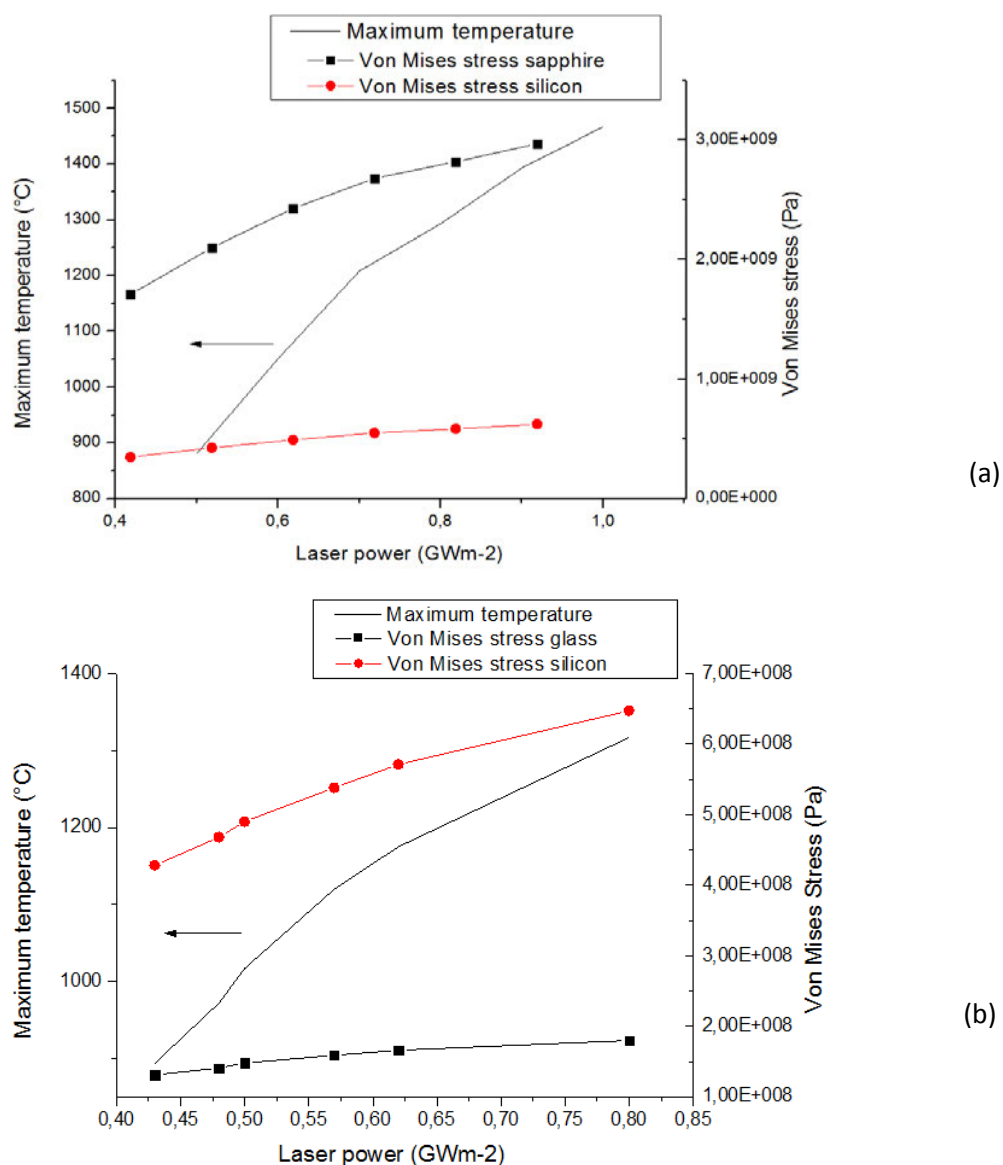 Maximum temperature
Von Mises stress sapphire
Von Mises stress silicon
1500
1400
1300
1200
1100
1000
900
800
Maximum temperature (°C)
3,00E+009
2,00E+009
1,00E+009
0,00E+000
Von Mises stress (Pa)
0,4
0,6
0,8
1,0
Laser power (GWm-2)
(a)
Maximum temperature
Von Mises stress glass
Von Mises stress silicon
1400
1200
1000
Maximum temperature (°C)
7,00E+008
6,00E+008
5,00E+008
4,00E+008
3,00E+008
2,00E+008
1,00E+008
Von Mises Stress (Pa)
0,40 0,45 0,50 0,55 0,60 0,65 0,70 0,75 0,80 0,85
Laser power (GWm-2)
(b)